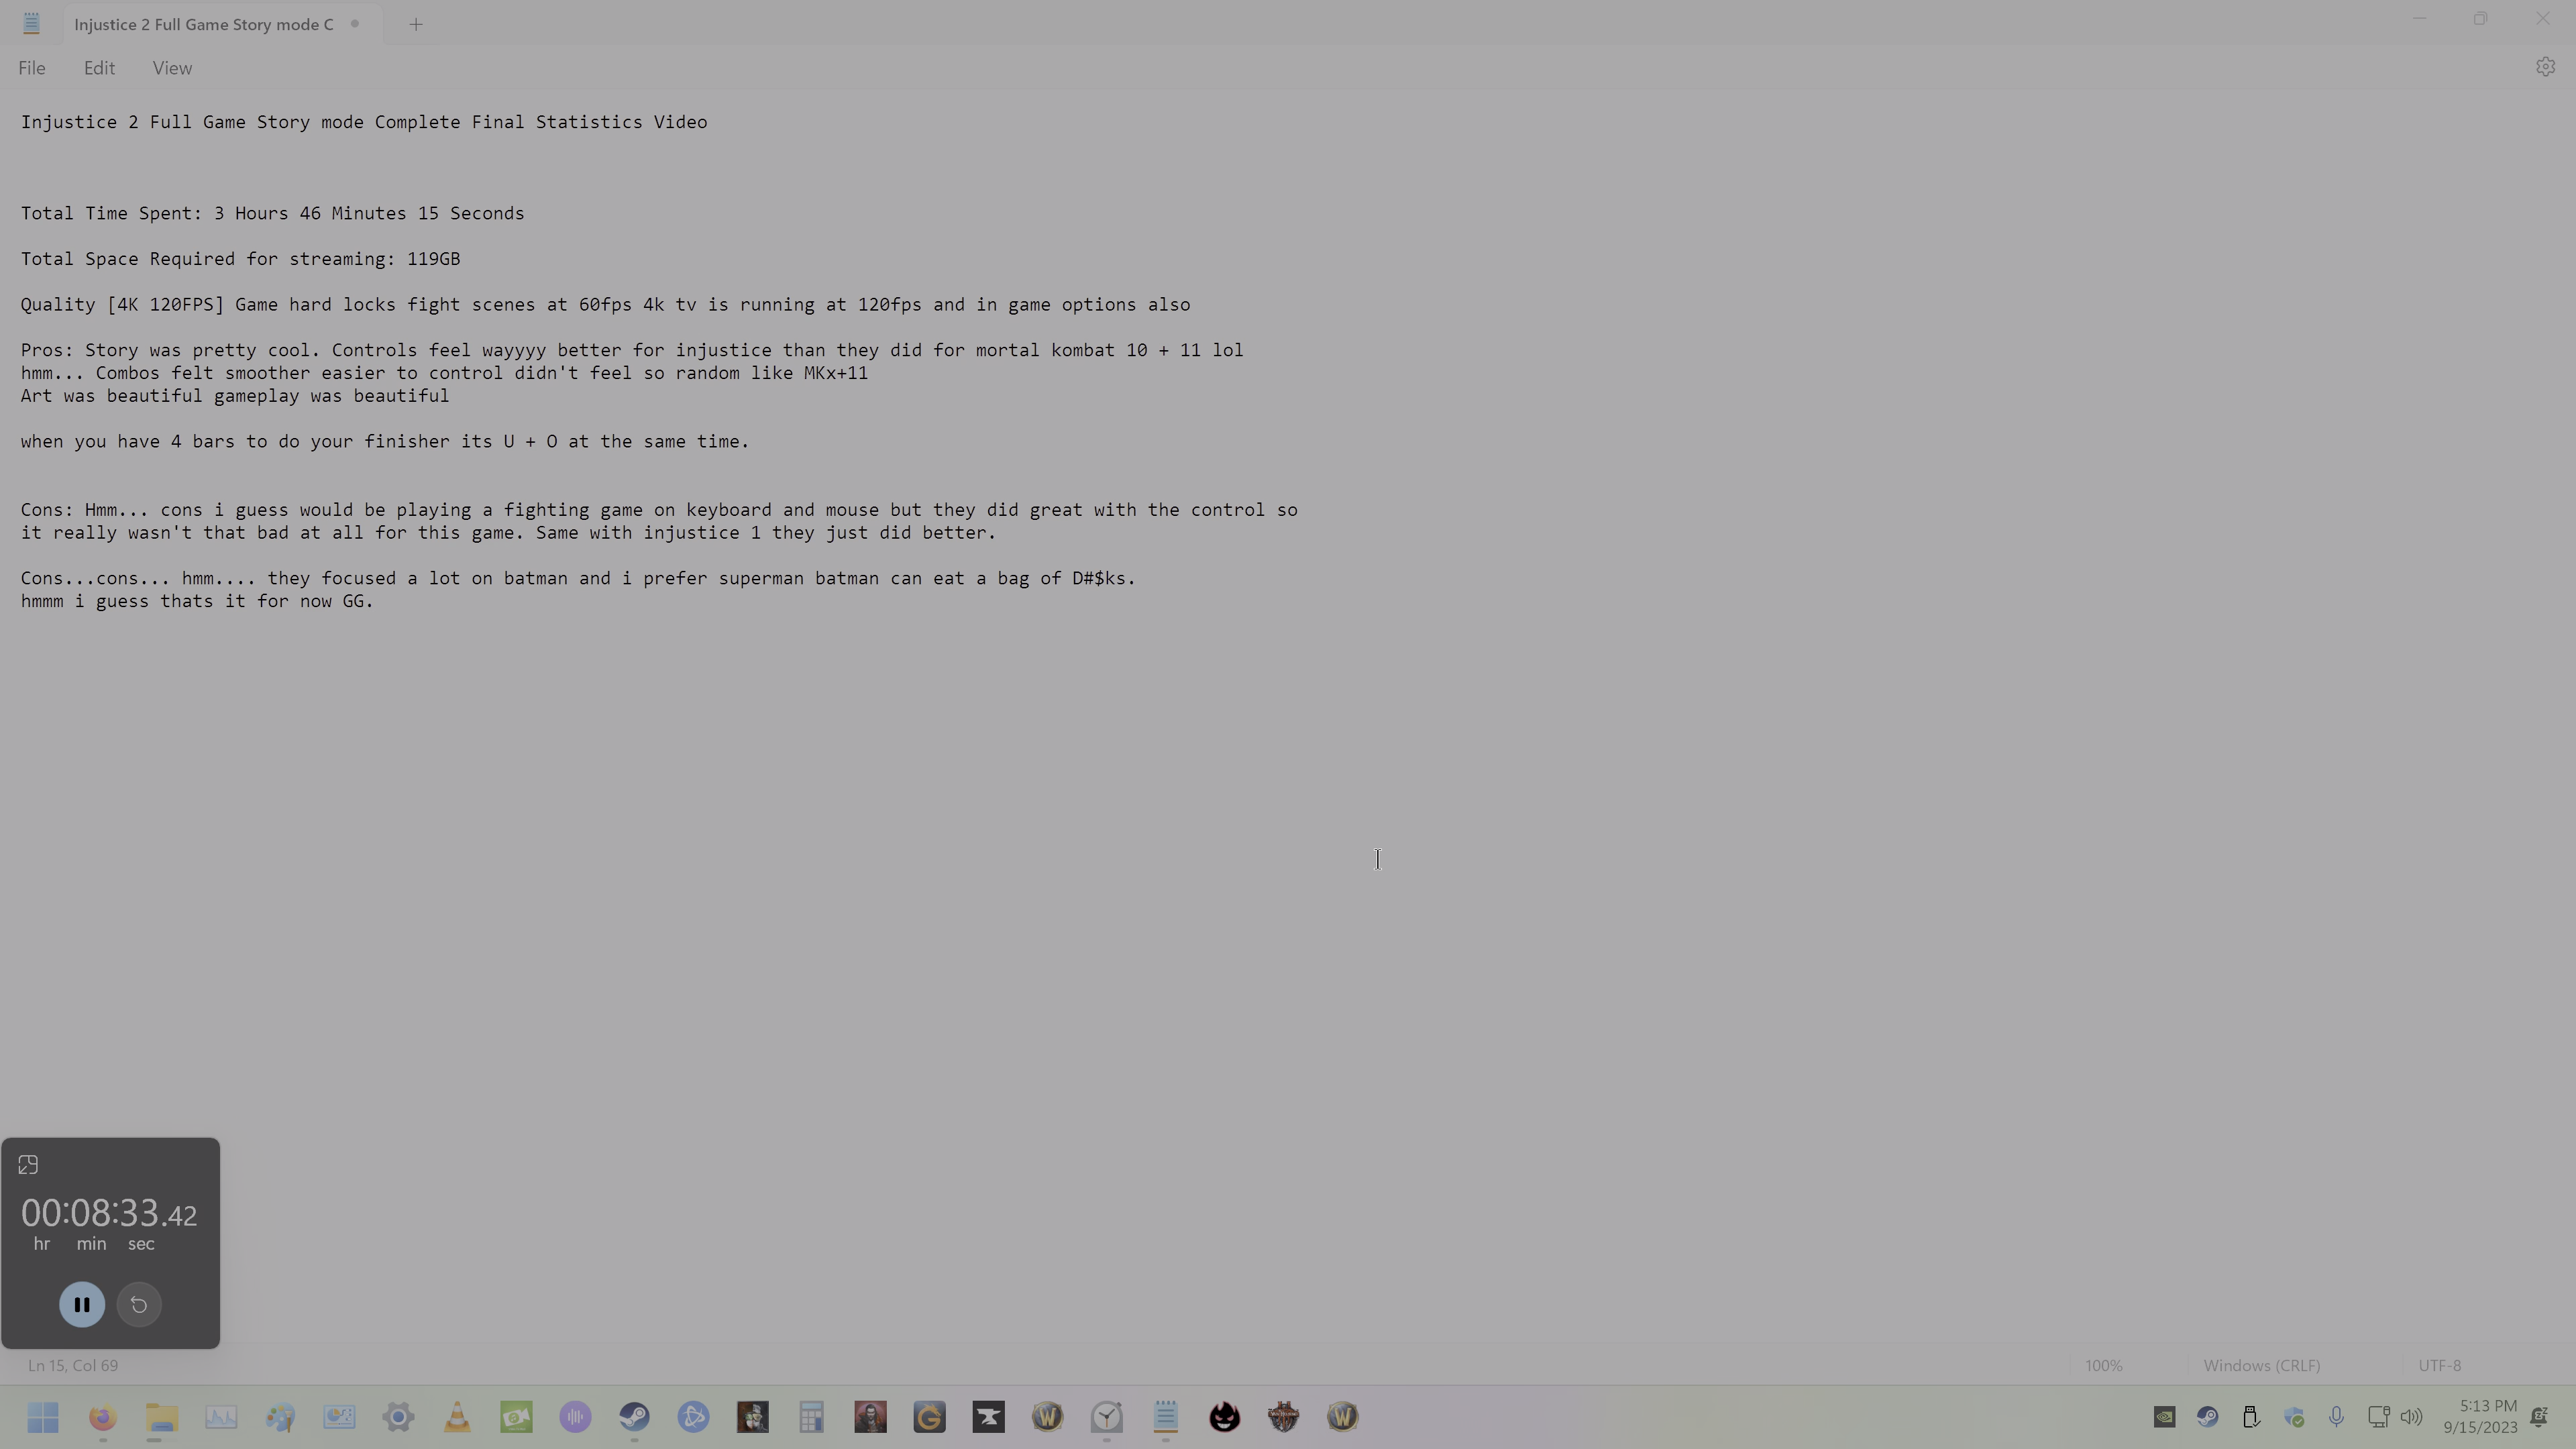 Injustice 2 Full Game Story mode C
File Edit View
Injustice 2 Full Game Story mode Complete Final Statistics Video
Total Time Spent: 3 Hours 46 Minutes 15 Seconds
Total Space Required for streaming: 119GB
Quality [4K 120FPS] Game hard locks fight scenes at 60fps 4k tv is running at 120fps and in game options also
Pros: Story was pretty cool. Controls feel wayyyy better for injustice than they did for mortal kombat 10 + 11 lol
hmm... Combos felt smoother easier to control didn't feel so random like MKx+11
Art was beautiful gameplay was beautiful
when you have 4 bars to do your finisher its U + O at the same time.
Cons: Hmm... cons i guess would be playing a fighting game on keyboard and mouse but they did great with the control so
it really wasn't that bad at all for this game. Same with injustice 1 they just did better.
Cons...cons... hmm.... they focused a lot on batman and i prefer superman batman can eat a bag of D#$ks.
hmmm i guess thats it for now GG.
00:08:33.42
hr min sec
Ln 15, Col 69 100% Windows (CRLF) UTF-8
5:13 PM
9/15/2023